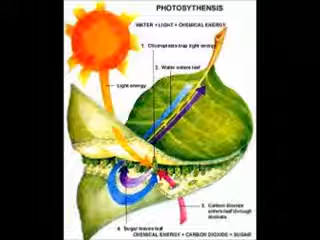 PHOTOSYTHENSIS
WATER + LIGHT = CHEMICAL ENERGY
1. Chloroplasts trap light energy
2. Water enters leaf
Light energy
3. Carbon dioxide
enters leaf through
stomata
4. Sugar leaves leaf
CHEMICAL ENERGY + CARBON DIOXIDE = SUGAR